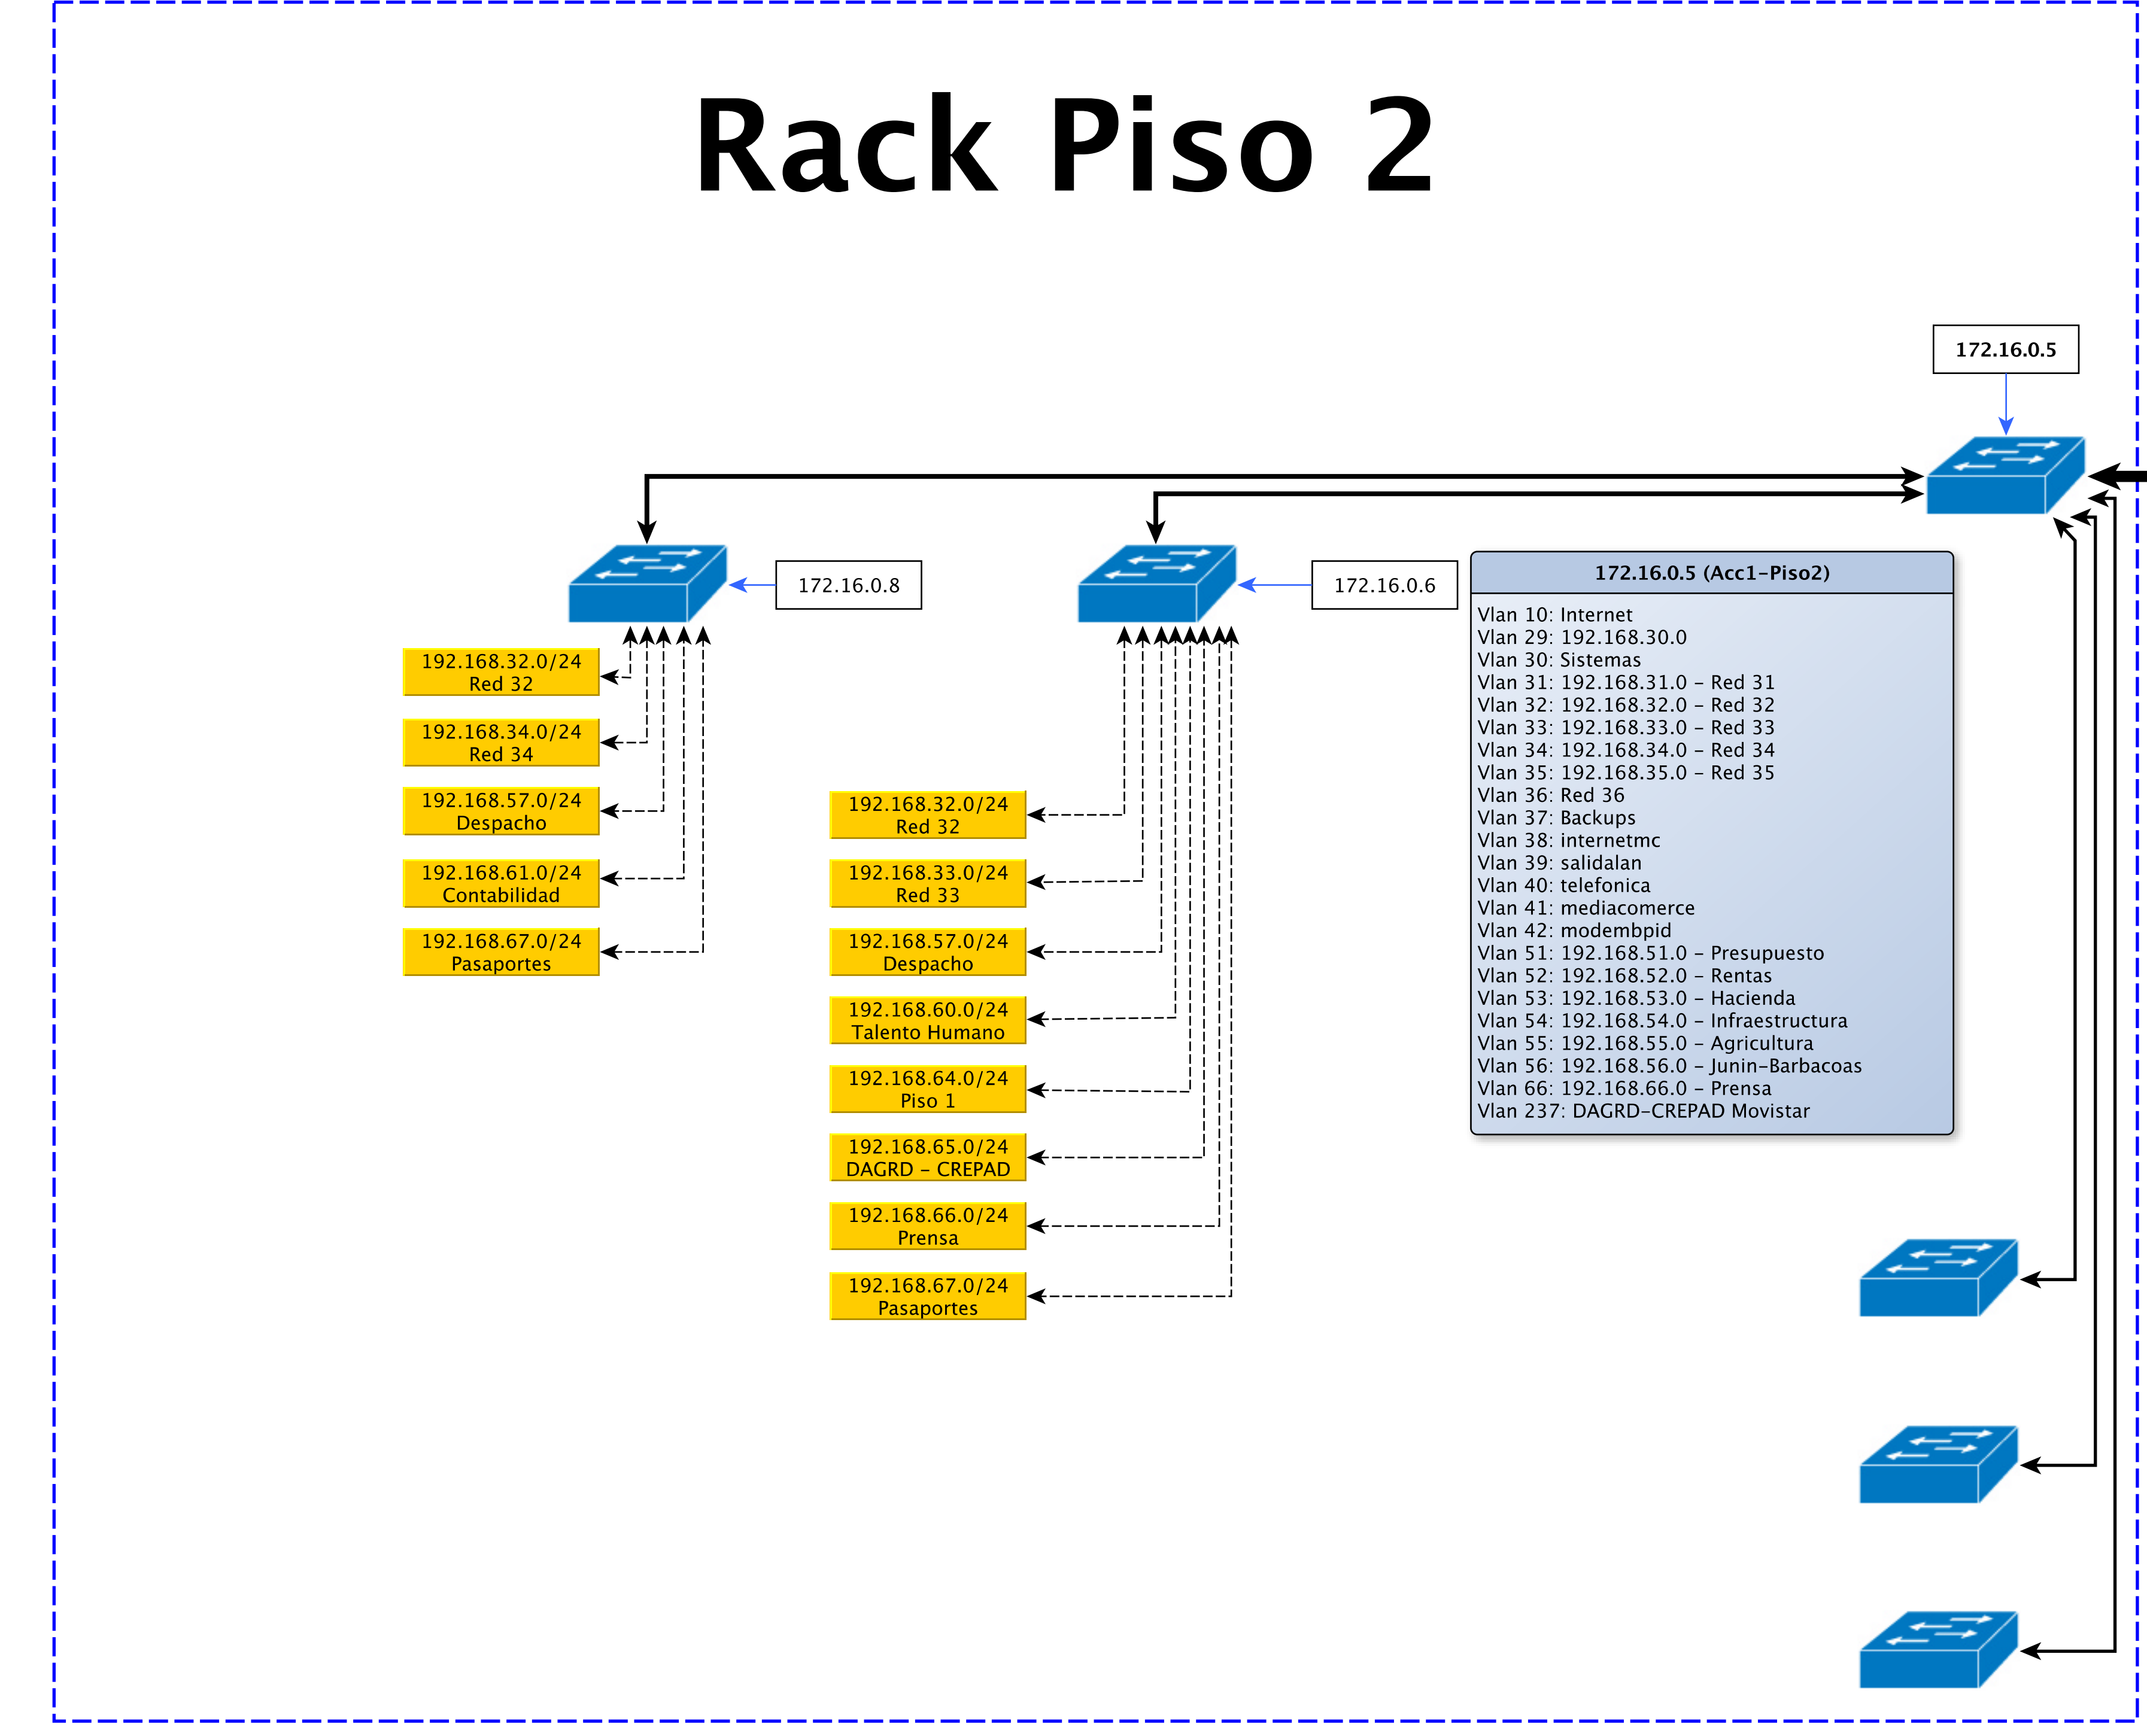 Rack Piso 2
172.16.0.5
172.16.0.8
172.16.0.6
192.168.32.0/24
Red 32
192.168.34.0/24
Red 34
192.168.57.0/24
Despacho
192.168.61.0/24
Contabilidad
192.168.67.0/24
Pasaportes
192.168.32.0/24
Red 32
192.168.33.0/24
Red 33
192.168.57.0/24
Despacho
192.168.60.0/24
Talento Humano
192.168.64.0/24
Piso 1
192.168.65.0/24
DAGRD - CREPAD
192.168.66.0/24
Prensa
192.168.67.0/24
Pasaportes
172.16.0.5 (Acc1-Piso2)
Vlan 10: Internet
Vlan 29: 192.168.30.0
Vlan 30: Sistemas
Vlan 31: 192.168.31.0 - Red 31
Vlan 32: 192.168.32.0 - Red 32
Vlan 33: 192.168.33.0 - Red 33
Vlan 34: 192.168.34.0 - Red 34
Vlan 35: 192.168.35.0 - Red 35
Vlan 36: Red 36
Vlan 37: Backups
Vlan 38: internetmc
Vlan 39: salidalan
Vlan 40: telefonica
Vlan 41: mediacomerce
Vlan 42: modembpid
Vlan 51: 192.168.51.0 - Presupuesto
Vlan 52: 192.168.52.0 - Rentas
Vlan 53: 192.168.53.0 - Hacienda
Vlan 54: 192.168.54.0 - Infraestructura
Vlan 55: 192.168.55.0 - Agricultura
Vlan 56: 192.168.56.0 - Junin-Barbacoas
Vlan 66: 192.168.66.0 - Prensa
Vlan 237: DAGRD-CREPAD Movistar